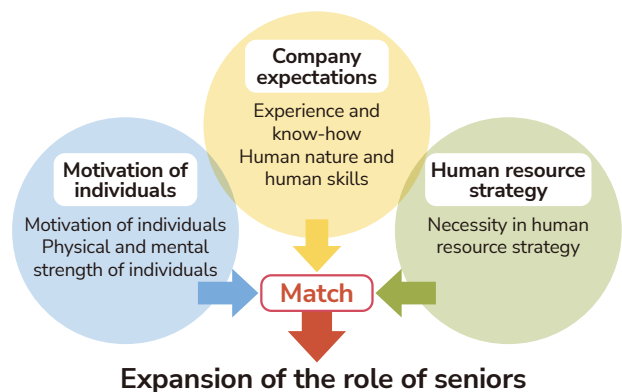 Company
expectations
Experience and
know-how
Human nature and
human skills
Motivation of
individuals
Motivation of individuals
Physical and mental
strength of individuals
Human resource
strategy
Necessity in human
resource strategy
Match
Expansion of the role of seniors